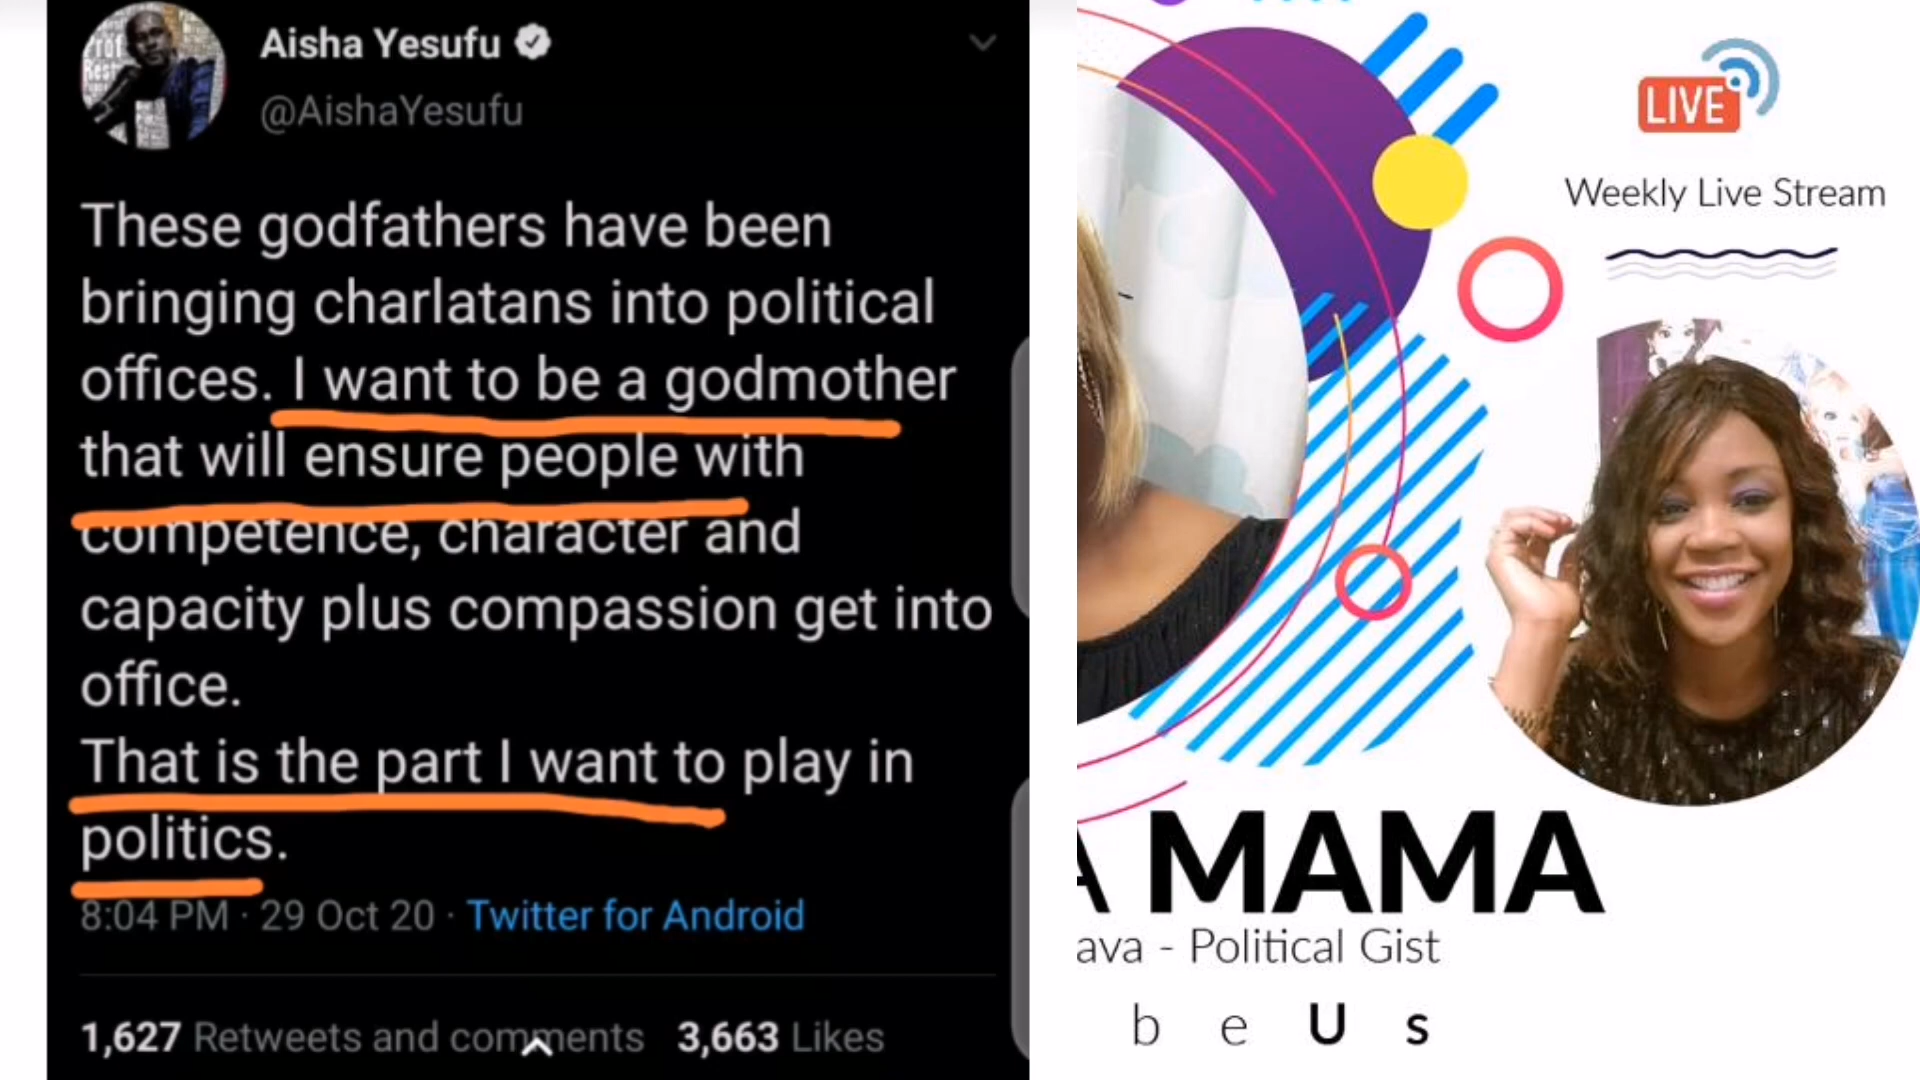 Aisha Yesufu
@AishaYesufu
These godfathers have been
bringing charlatans into political
offices. I want to be a godmother
that will ensure people with
competence, character and
capacity plus compassion get into
office.
That is the part I want to play in
politics.
8:04 PM · 29 Oct 20 · Twitter for Android
1,627 Retweets and comments 3,663 Likes
LIVE
Weekly Live Stream
A MAMA
ava - Political Gist
b e U s